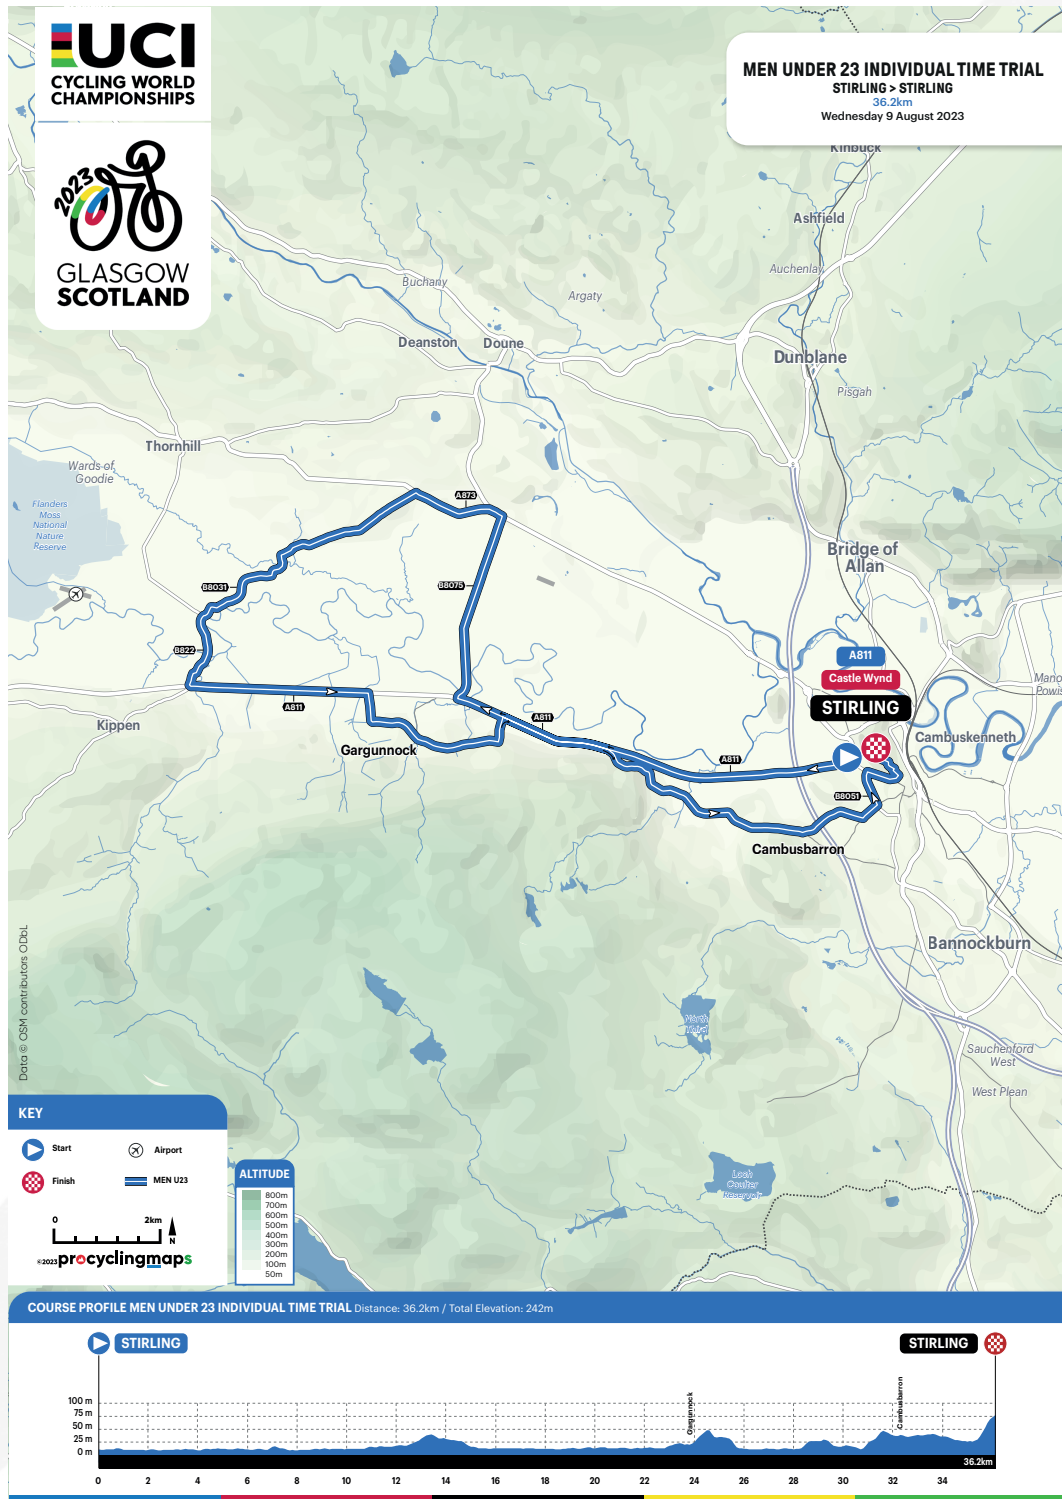 UCI
CYCLING WORLD
CHAMPIONSHIPS
2023
GLASGOW
SCOTLAND
MEN UNDER 23 INDIVIDUAL TIME TRIAL
STIRLING > STIRLING
36.2km
Wednesday 9 August 2023
Kinbuck
Ashfield
Auchenlay
Buchany
Argaty
Deanston
Doune
Dunblane
Pisgah
Thornhill
Wards of
Goodie
Flanders
Moss
National
Nature
Reserve
A873
Bridge of
Allan
B8031
B8075
B822
A811
Castle Wynd
STIRLING
A811
A811
A811
Kippen
Gargunnock
Cambuskenneth
B8051
Cambusbarron
Bannockburn
North
Third
Sauchenford
West
West Plean
Loch
Coulter
Reservoir
Data © OSM contributors ODbL
KEY
Start
Airport
Finish
MEN U23
0 2km
N
©2023 procyclingmaps
ALTITUDE
800m
700m
600m
500m
400m
300m
200m
100m
50m
COURSE PROFILE MEN UNDER 23 INDIVIDUAL TIME TRIAL Distance: 36.2km / Total Elevation: 242m
STIRLING
STIRLING
Gargunnock
Cambusbarron
100 m
75 m
50 m
25 m
0 m
36.2km
0 2 4 6 8 10 12 14 16 18 20 22 24 26 28 30 32 34